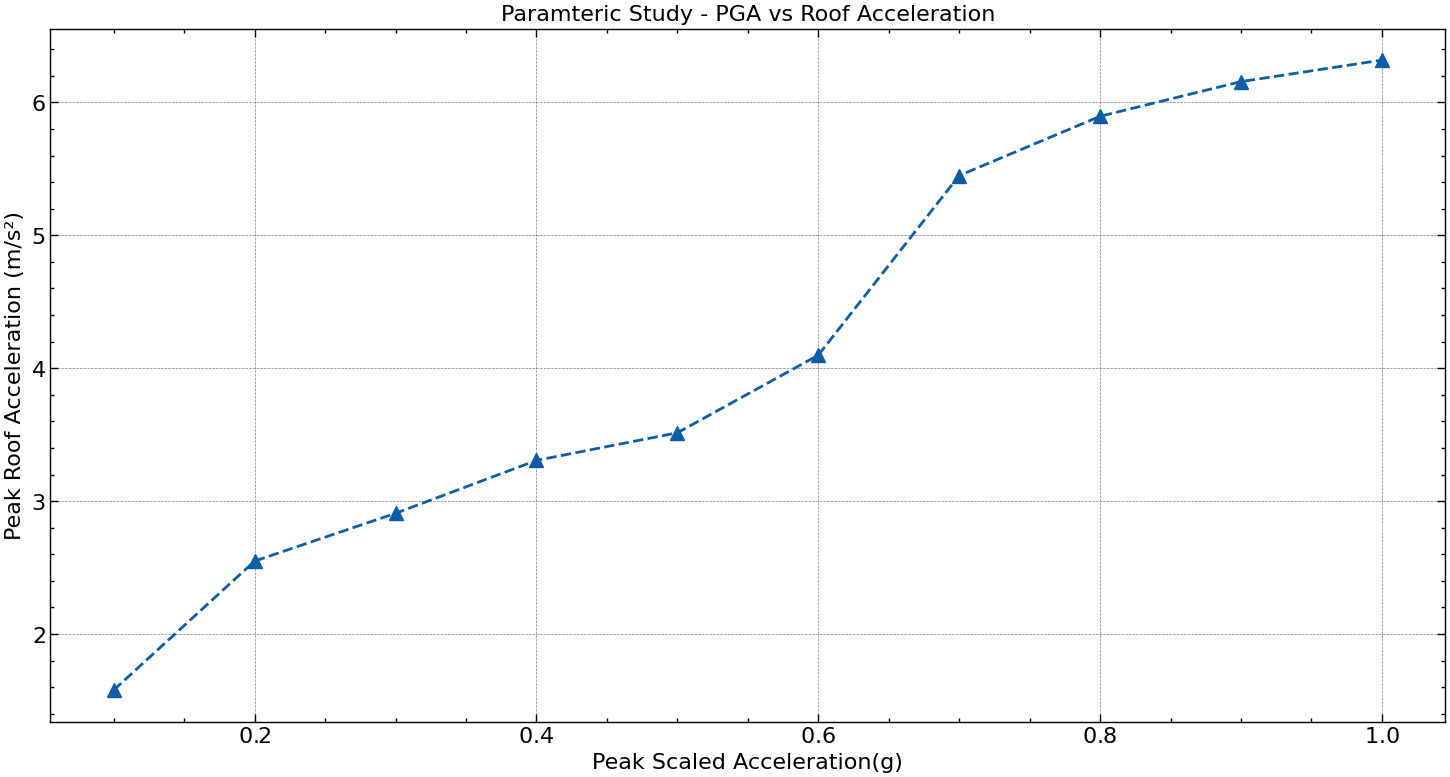 Paramteric Study - PGA vs Roof Acceleration
Peak Roof Acceleration (m/s²)
6
5
4
3
2
0.2 0.4 0.6 0.8 1.0
Peak Scaled Acceleration(g)